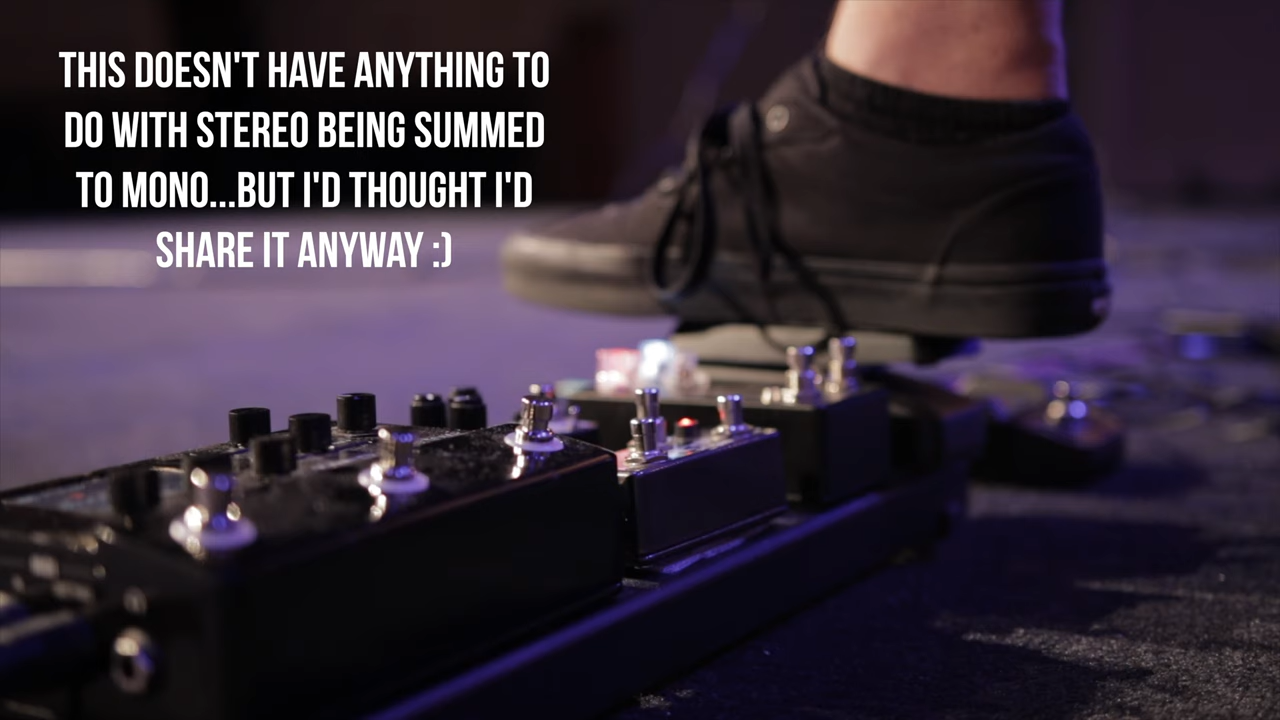 THIS DOESN'T HAVE ANYTHING TO
DO WITH STEREO BEING SUMMED
TO MONO...BUT I'D THOUGHT I'D
SHARE IT ANYWAY :)